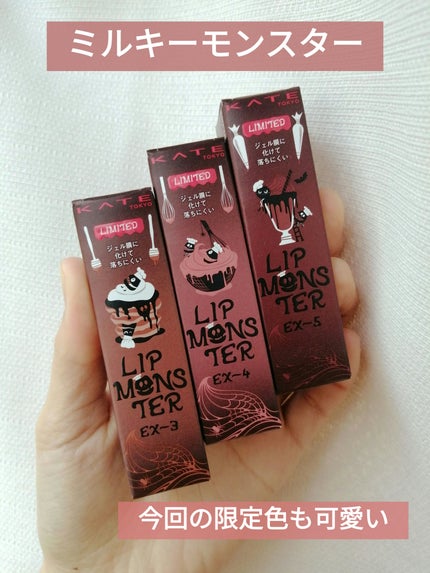 ミルキーモンスター
KATE
TOKYO
LIMITED
ジェル膜に
化けて
落ちにくい
LIP
MONS
TER
EX-3
KATE
TOKYO
LIMITED
ジェル膜に
化けて
落ちにくい
LIP
MONS
TER
EX-4
KATE
TOKYO
LIMITED
ジェル膜に
化けて
落ちにくい
LIP
MONS
TER
EX-5
今回の限定色も可愛い